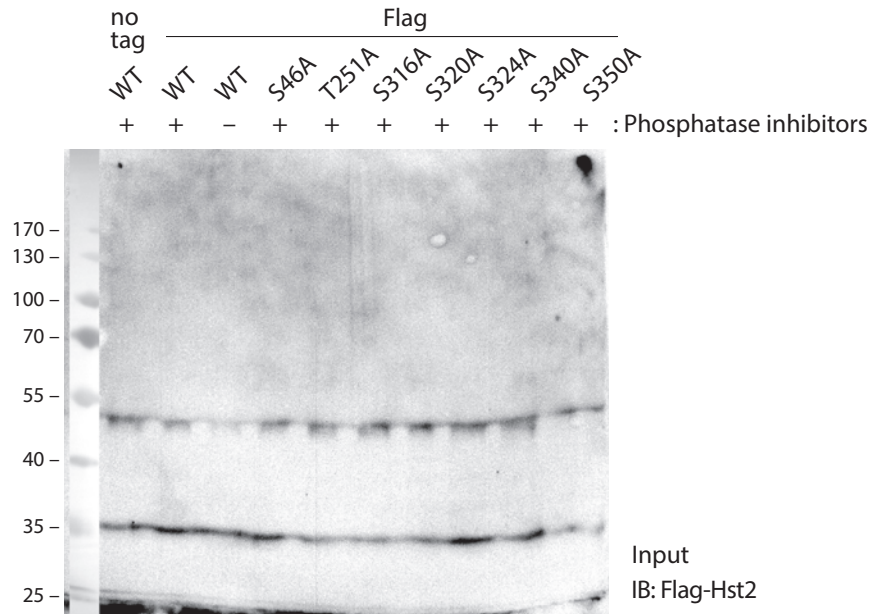 no
tag
Flag
WT WT WT S46A T251A S316A S320A S324A S340A S350A
+ + – + + + + + + + : Phosphatase inhibitors
170 –
130 –
100 –
70 –
55 –
40 –
35 –
25 –
Input
IB: Flag-Hst2